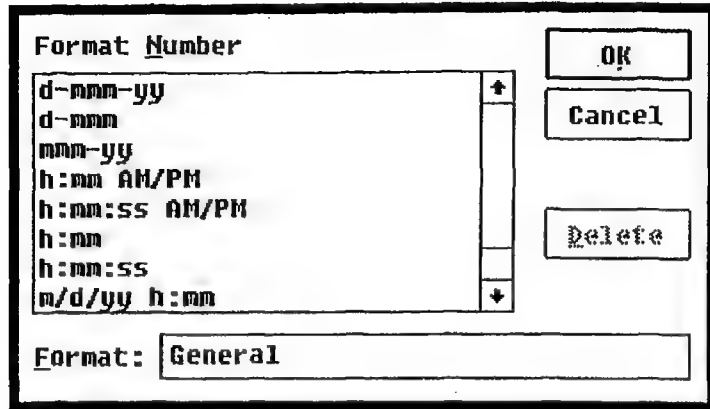 Format Number
d-mmm-yy
d-mmm
mmm-yy
h:mm AM/PM
h:mm:ss AM/PM
h:mm
h:mm:ss
m/d/yy h:mm
OK
Cancel
Delete
Format: General